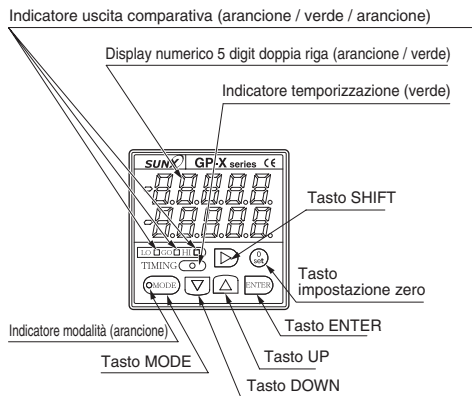 Indicatore uscita comparativa (arancione / verde / arancione)
Display numerico 5 digit doppia riga (arancione / verde)
Indicatore temporizzazione (verde)
SUNX GP-X series CE
Tasto SHIFT
LO GO HI
TIMING
0 set
Tasto
impostazione zero
MODE
ENTER
Tasto ENTER
Indicatore modalità (arancione)
Tasto UP
Tasto MODE
Tasto DOWN